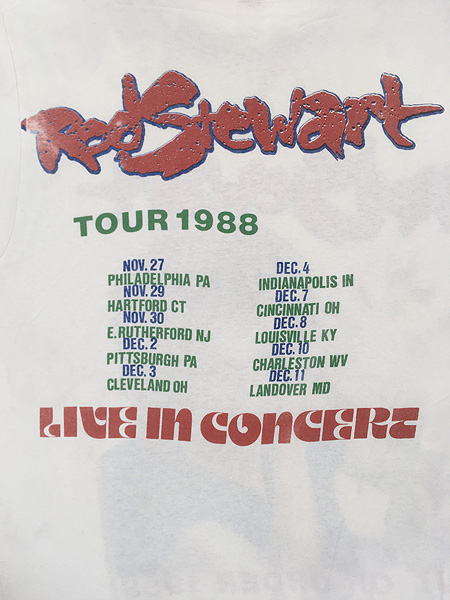 Rod Stewart
TOUR 1988
NOV. 27
PHILADELPHIA PA
NOV. 29
HARTFORD CT
NOV. 30
E. RUTHERFORD NJ
DEC. 2
PITTSBURGH PA
DEC. 3
CLEVELAND OH
DEC. 4
INDIANAPOLIS IN
DEC. 7
CINCINNATI OH
DEC. 8
LOUISVILLE KY
DEC. 10
CHARLESTON WV
DEC. 11
LANDOVER MD
LIVE IN CONCERT